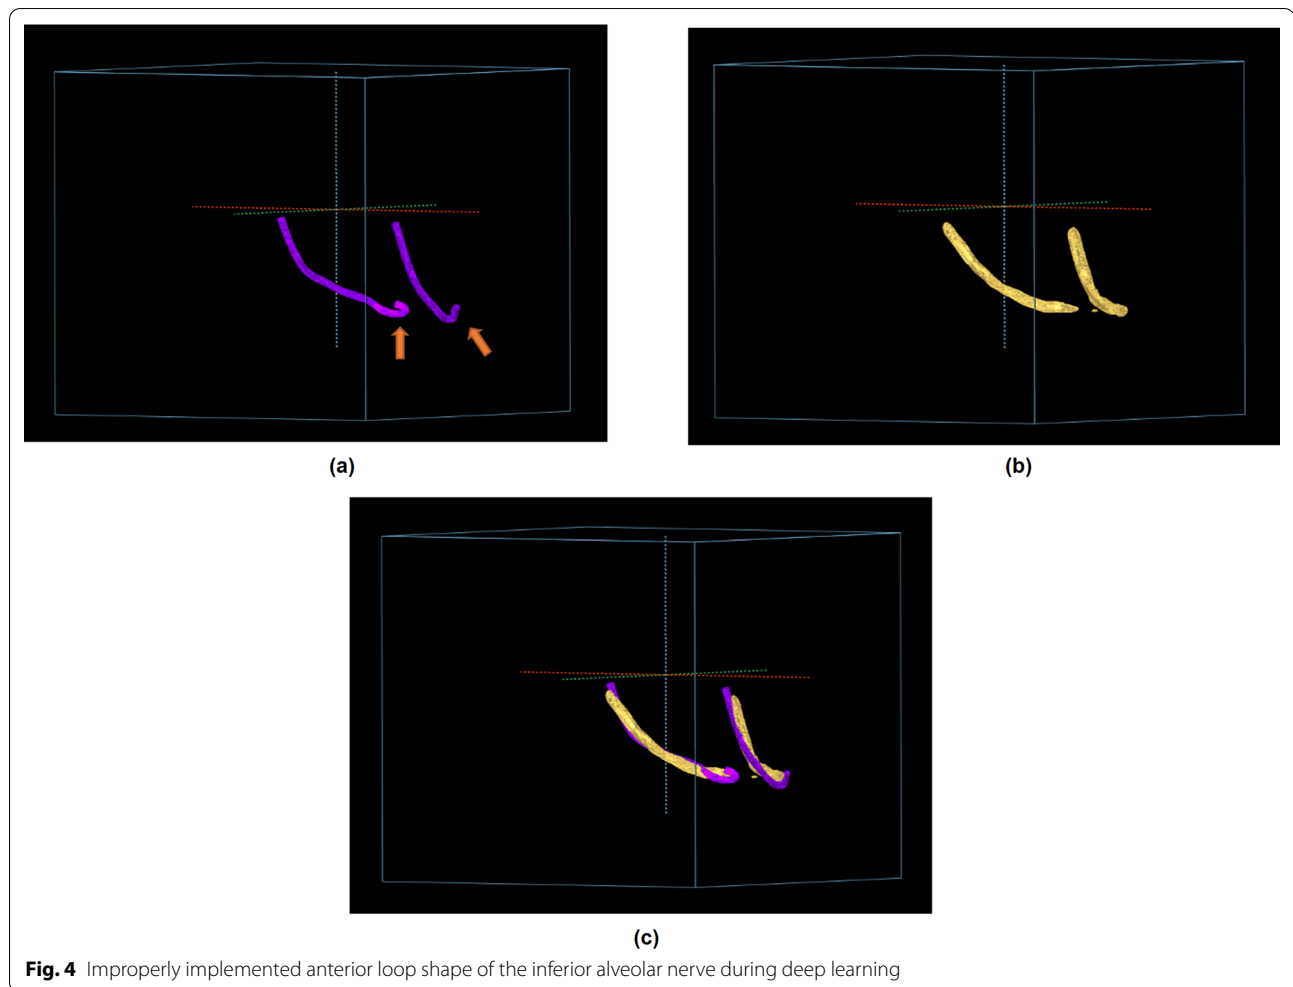 (a)
(b)
(c)
Fig. 4 Improperly implemented anterior loop shape of the inferior alveolar nerve during deep learning